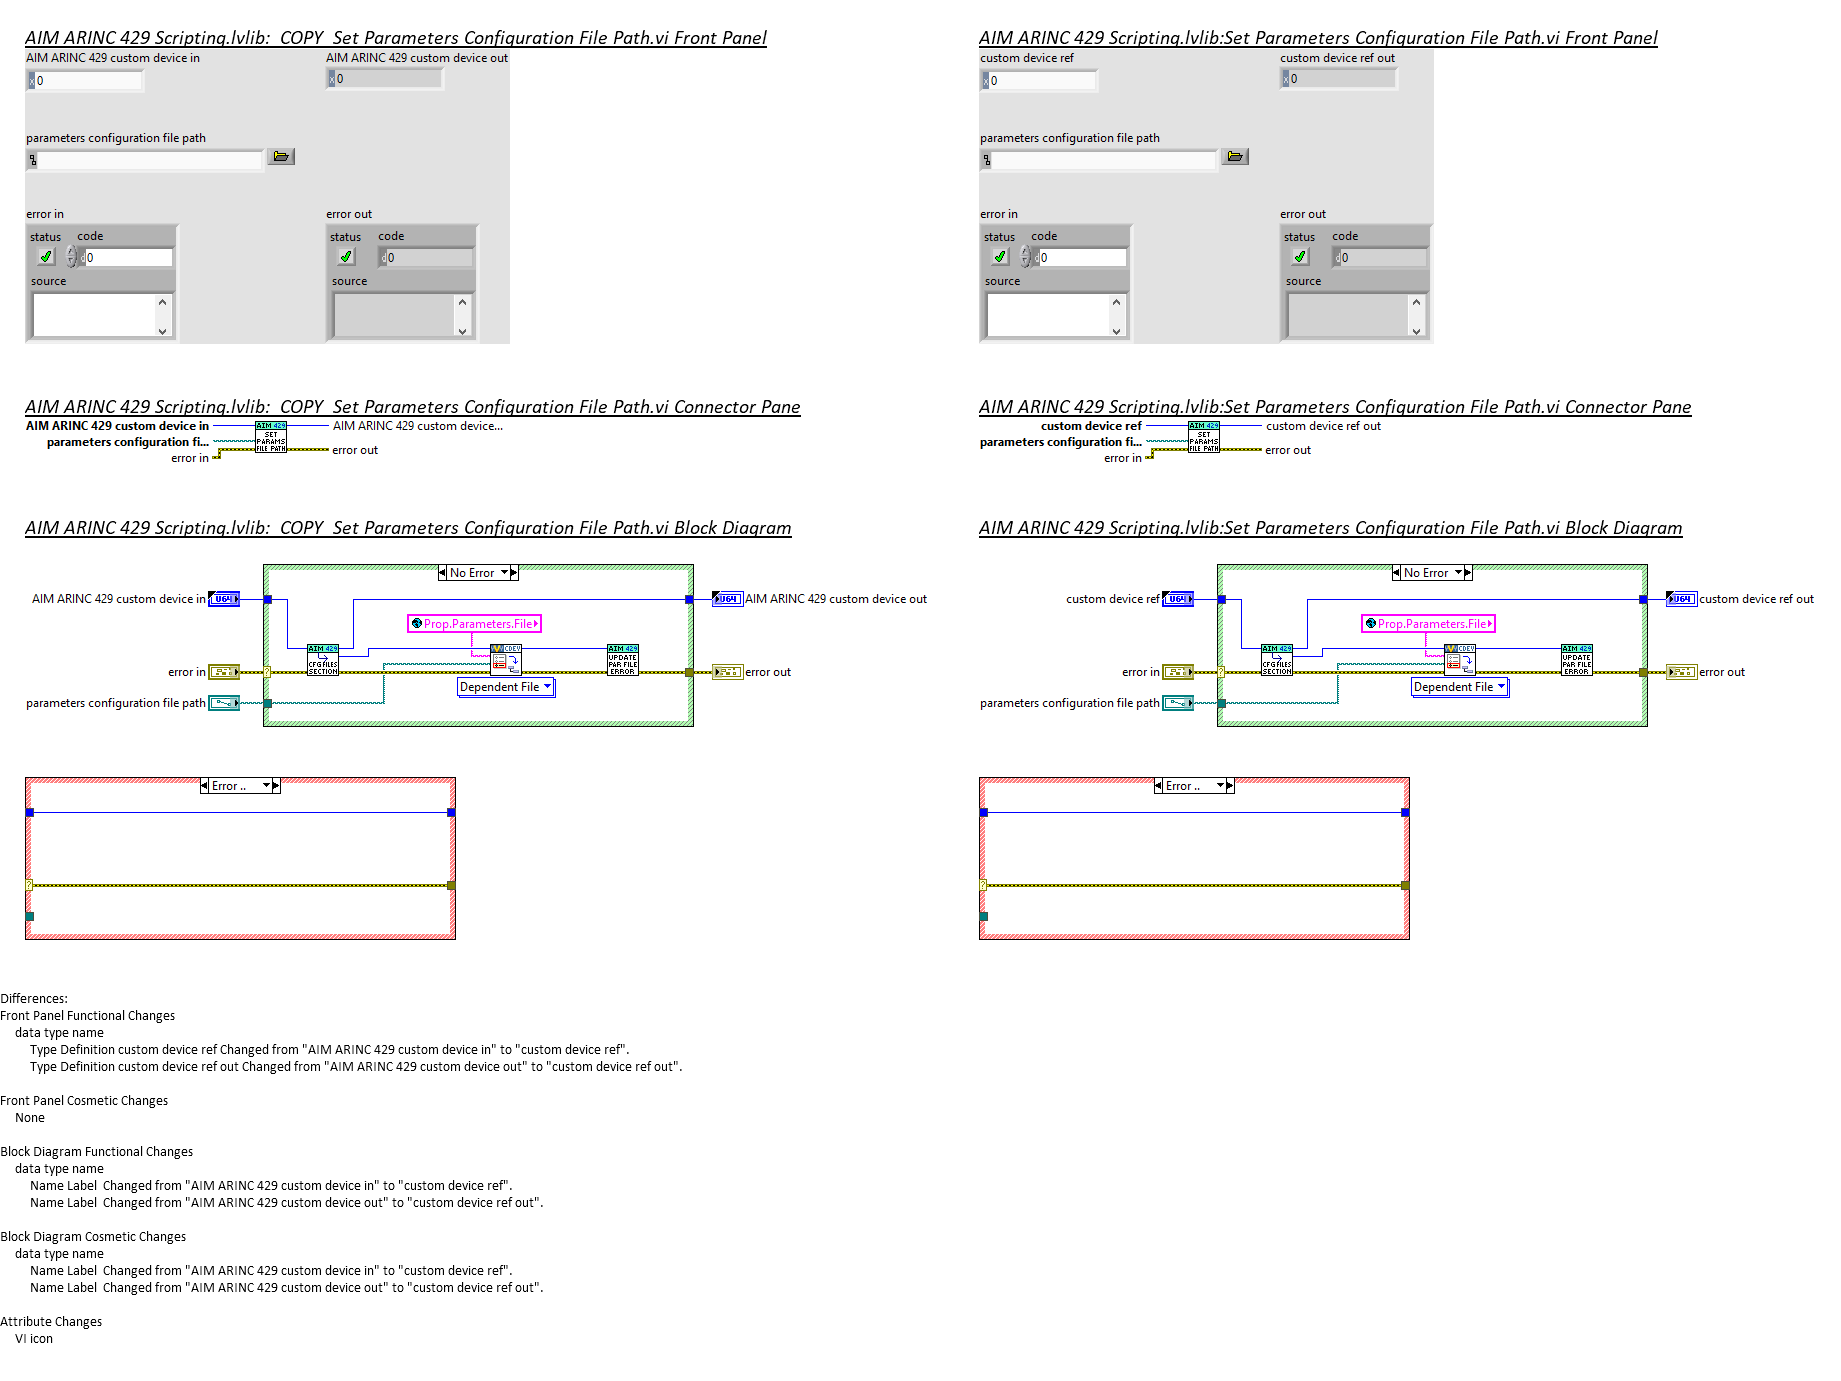 AIM ARINC 429 Scripting.lvlib:  COPY  Set Parameters Configuration File Path.vi Front Panel
AIM ARINC 429 custom device in
AIM ARINC 429 custom device out
x 0
x 0
parameters configuration file path
error in
error out
status
code
status
code
d 0
d 0
source
source
AIM ARINC 429 Scripting.lvlib:Set Parameters Configuration File Path.vi Front Panel
custom device ref
custom device ref out
x 0
x 0
parameters configuration file path
error in
error out
status
code
status
code
d 0
d 0
source
source
AIM ARINC 429 Scripting.lvlib:  COPY  Set Parameters Configuration File Path.vi Connector Pane
AIM ARINC 429 custom device in
parameters configuration fi...
error in
AIM 429
SET
PARAMS
FILE PATH
AIM ARINC 429 custom device...
error out
AIM ARINC 429 Scripting.lvlib:Set Parameters Configuration File Path.vi Connector Pane
custom device ref
parameters configuration fi...
error in
AIM 429
SET
PARAMS
FILE PATH
custom device ref out
error out
AIM ARINC 429 Scripting.lvlib:  COPY  Set Parameters Configuration File Path.vi Block Diagram
No Error
AIM ARINC 429 custom device in
U64
U64
AIM ARINC 429 custom device out
Prop.Parameters.File
AIM 429
CFG FILES
SECTION
CDEV
AIM 429
UPDATE
PAR FILE
ERROR
error in
?
error out
Dependent File
parameters configuration file path
Error ..
?
AIM ARINC 429 Scripting.lvlib:Set Parameters Configuration File Path.vi Block Diagram
No Error
custom device ref
U64
U64
custom device ref out
Prop.Parameters.File
AIM 429
CFG FILES
SECTION
CDEV
AIM 429
UPDATE
PAR FILE
ERROR
error in
?
error out
Dependent File
parameters configuration file path
Error ..
?
Differences:
Front Panel Functional Changes
data type name
Type Definition custom device ref Changed from "AIM ARINC 429 custom device in" to "custom device ref".
Type Definition custom device ref out Changed from "AIM ARINC 429 custom device out" to "custom device ref out".
Front Panel Cosmetic Changes
None
Block Diagram Functional Changes
data type name
Name Label  Changed from "AIM ARINC 429 custom device in" to "custom device ref".
Name Label  Changed from "AIM ARINC 429 custom device out" to "custom device ref out".
Block Diagram Cosmetic Changes
data type name
Name Label  Changed from "AIM ARINC 429 custom device in" to "custom device ref".
Name Label  Changed from "AIM ARINC 429 custom device out" to "custom device ref out".
Attribute Changes
VI icon